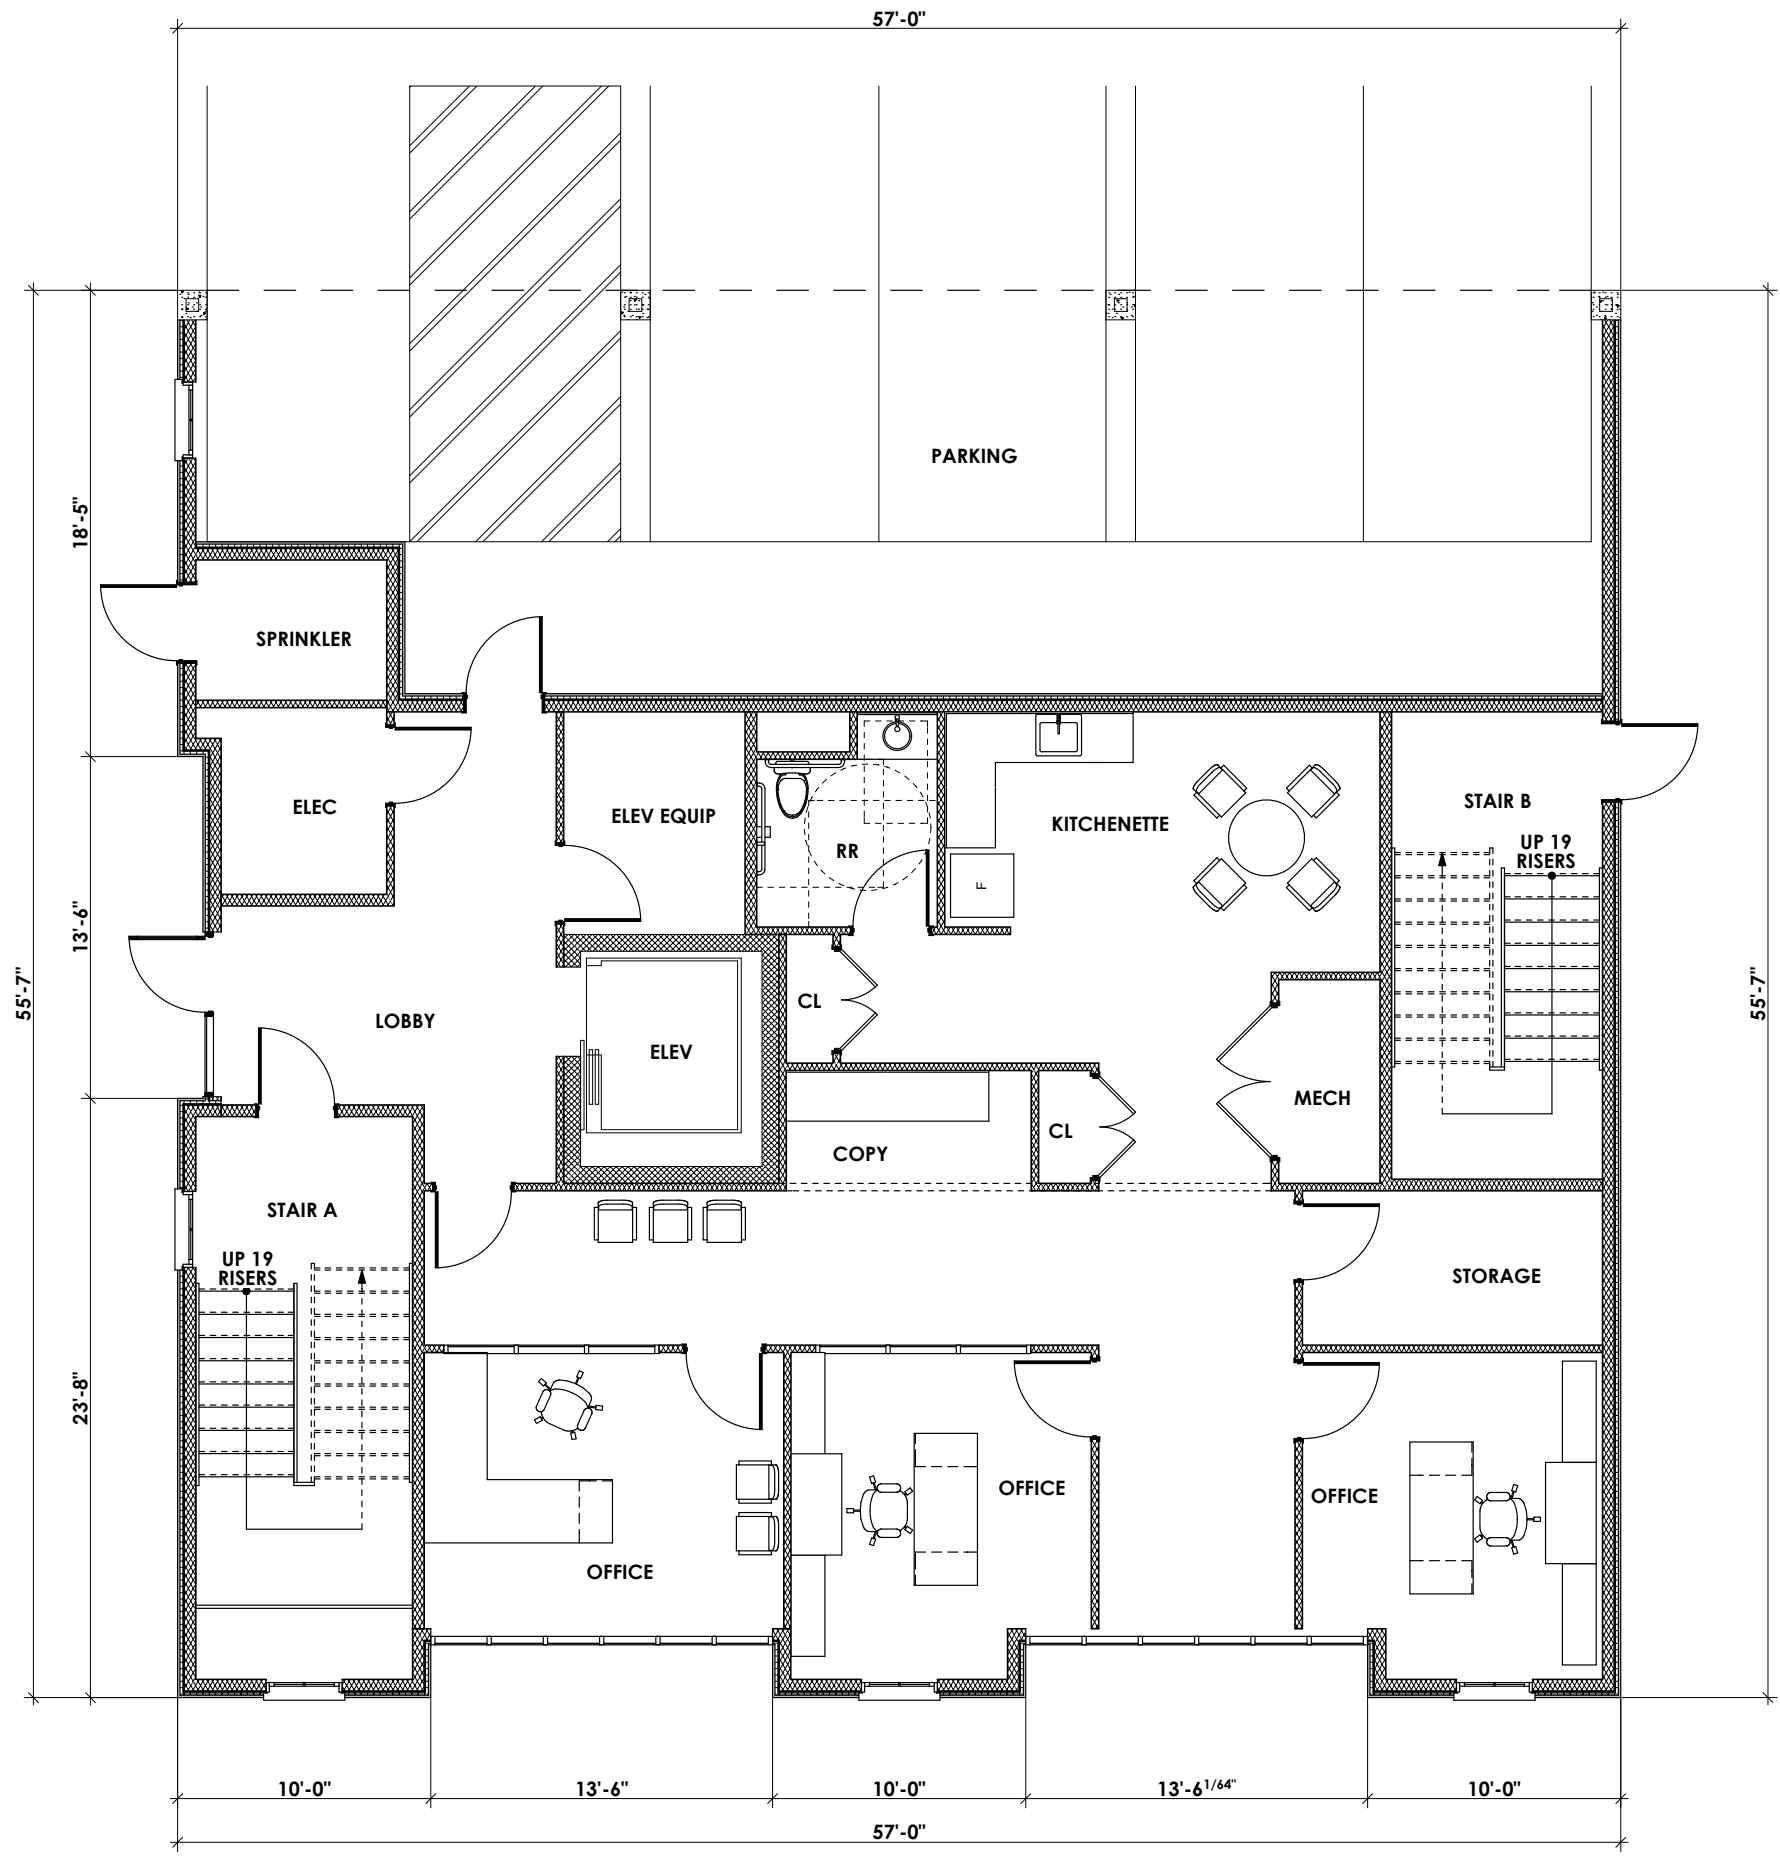 57'-0"
PARKING
18'-5"
SPRINKLER
ELEC
ELEV EQUIP
RR
KITCHENETTE
STAIR B
UP 19
RISERS
F
13'-6"
55'-7"
55'-7"
LOBBY
CL
ELEV
MECH
CL
COPY
STAIR A
UP 19
RISERS
STORAGE
23'-8"
OFFICE
OFFICE
OFFICE
10'-0"
13'-6"
10'-0"
13'-6 1/64"
10'-0"
57'-0"